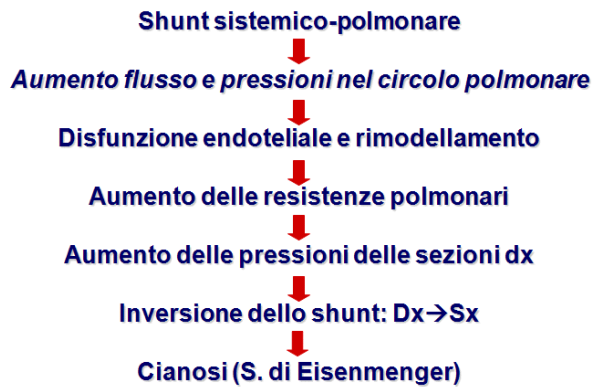 Shunt sistemico-polmonare
Aumento flusso e pressioni nel circolo polmonare
Disfunzione endoteliale e rimodellamento
Aumento delle resistenze polmonari
Aumento delle pressioni delle sezioni dx
Inversione dello shunt: Dx→Sx
Cianosi (S. di Eisenmenger)